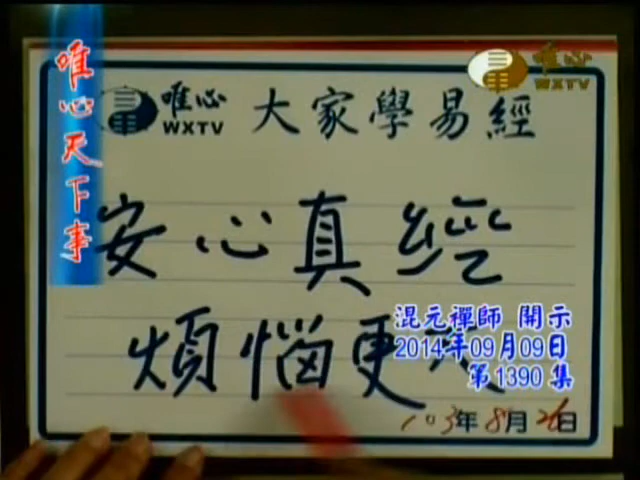 唯心天下事
唯心
WXTV
唯心
WXTV
大家學易經
安心真經
煩惱更
混元禪師 開示
2014年09月09日
第1390集
103年8月26日